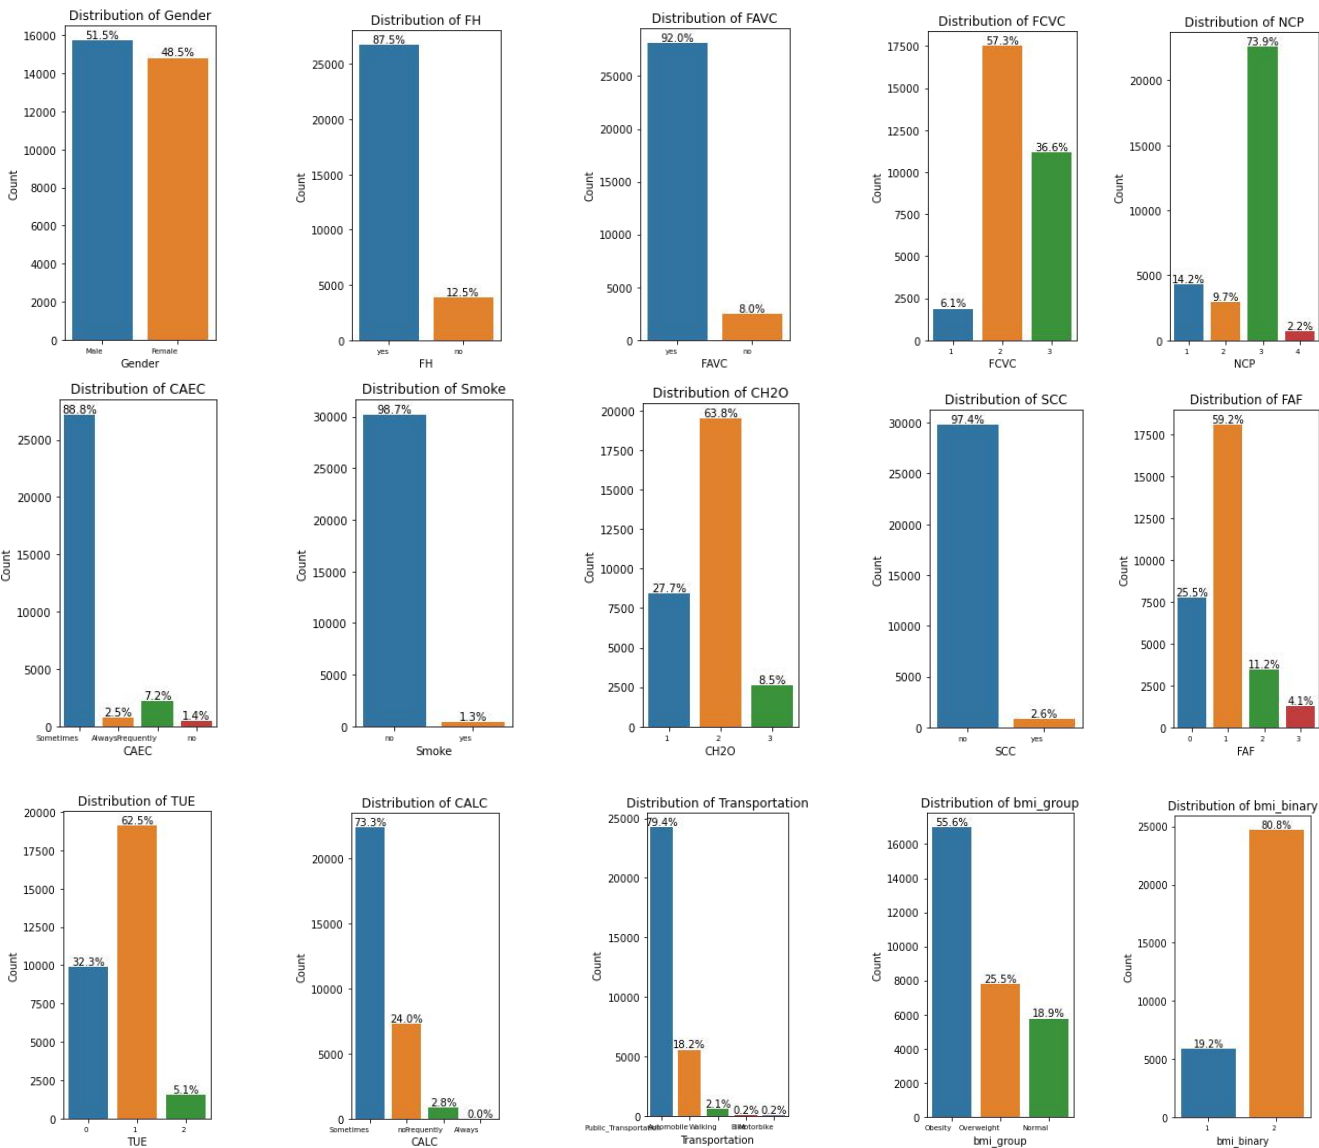 Distribution of Gender
16000
14000
12000
10000
8000
6000
4000
2000
0
Count
51.5%
48.5%
Male Female
Gender
Distribution of FH
25000
20000
15000
10000
5000
0
Count
87.5%
12.5%
yes no
FH
Distribution of FAVC
25000
20000
15000
10000
5000
0
Count
92.0%
8.0%
yes no
FAVC
Distribution of FCVC
17500
15000
12500
10000
7500
5000
2500
0
Count
6.1%
57.3%
36.6%
1 2 3
FCVC
Distribution of NCP
20000
15000
10000
5000
0
Count
14.2%
9.7%
73.9%
2.2%
1 2 3 4
NCP
Distribution of CAEC
25000
20000
15000
10000
5000
0
Count
88.8%
2.5%
7.2%
1.4%
Sometimes Always Frequently no
CAEC
Distribution of Smoke
30000
25000
20000
15000
10000
5000
0
Count
98.7%
1.3%
no yes
Smoke
Distribution of CH2O
20000
17500
15000
12500
10000
7500
5000
2500
0
Count
27.7%
63.8%
8.5%
1 2 3
CH2O
Distribution of SCC
30000
25000
20000
15000
10000
5000
0
Count
97.4%
2.6%
no yes
SCC
Distribution of FAF
17500
15000
12500
10000
7500
5000
2500
0
Count
25.5%
59.2%
11.2%
4.1%
0 1 2 3
FAF
Distribution of TUE
20000
17500
15000
12500
10000
7500
5000
2500
0
Count
32.3%
62.5%
5.1%
0 1 2
TUE
Distribution of CALC
20000
15000
10000
5000
0
Count
73.3%
24.0%
2.8%
0.0%
Sometimes no Frequently Always
CALC
Distribution of Transportation
25000
20000
15000
10000
5000
0
Count
79.4%
18.2%
2.1%
0.2%
0.2%
Public_Transportation Automobile Walking Bike Motorbike
Transportation
Distribution of bmi_group
16000
14000
12000
10000
8000
6000
4000
2000
0
Count
55.6%
25.5%
18.9%
Obesity Overweight Normal
bmi_group
Distribution of bmi_binary
25000
20000
15000
10000
5000
0
Count
19.2%
80.8%
1 2
bmi_binary